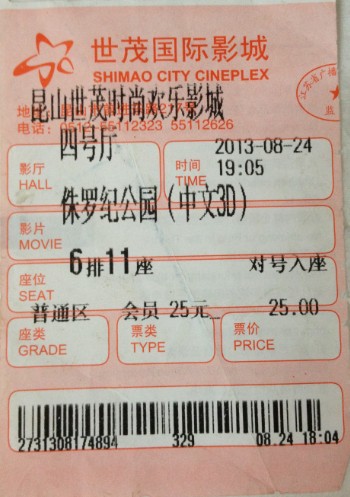 世茂国际影城
SHIMAO CITY CINEPLEX
昆山世茂时尚欢乐影城
电话: 0512 55112323 55112626
四号厅
2013-08-24
影厅
HALL
时间
TIME
19:05
侏罗纪公园(中文3D)
影片
MOVIE
6排11座
对号入座
座位
SEAT
普通区 会员 25元 25.00
座类
GRADE
票类
TYPE
票价
PRICE
2731308174894 329 08.24 18:04